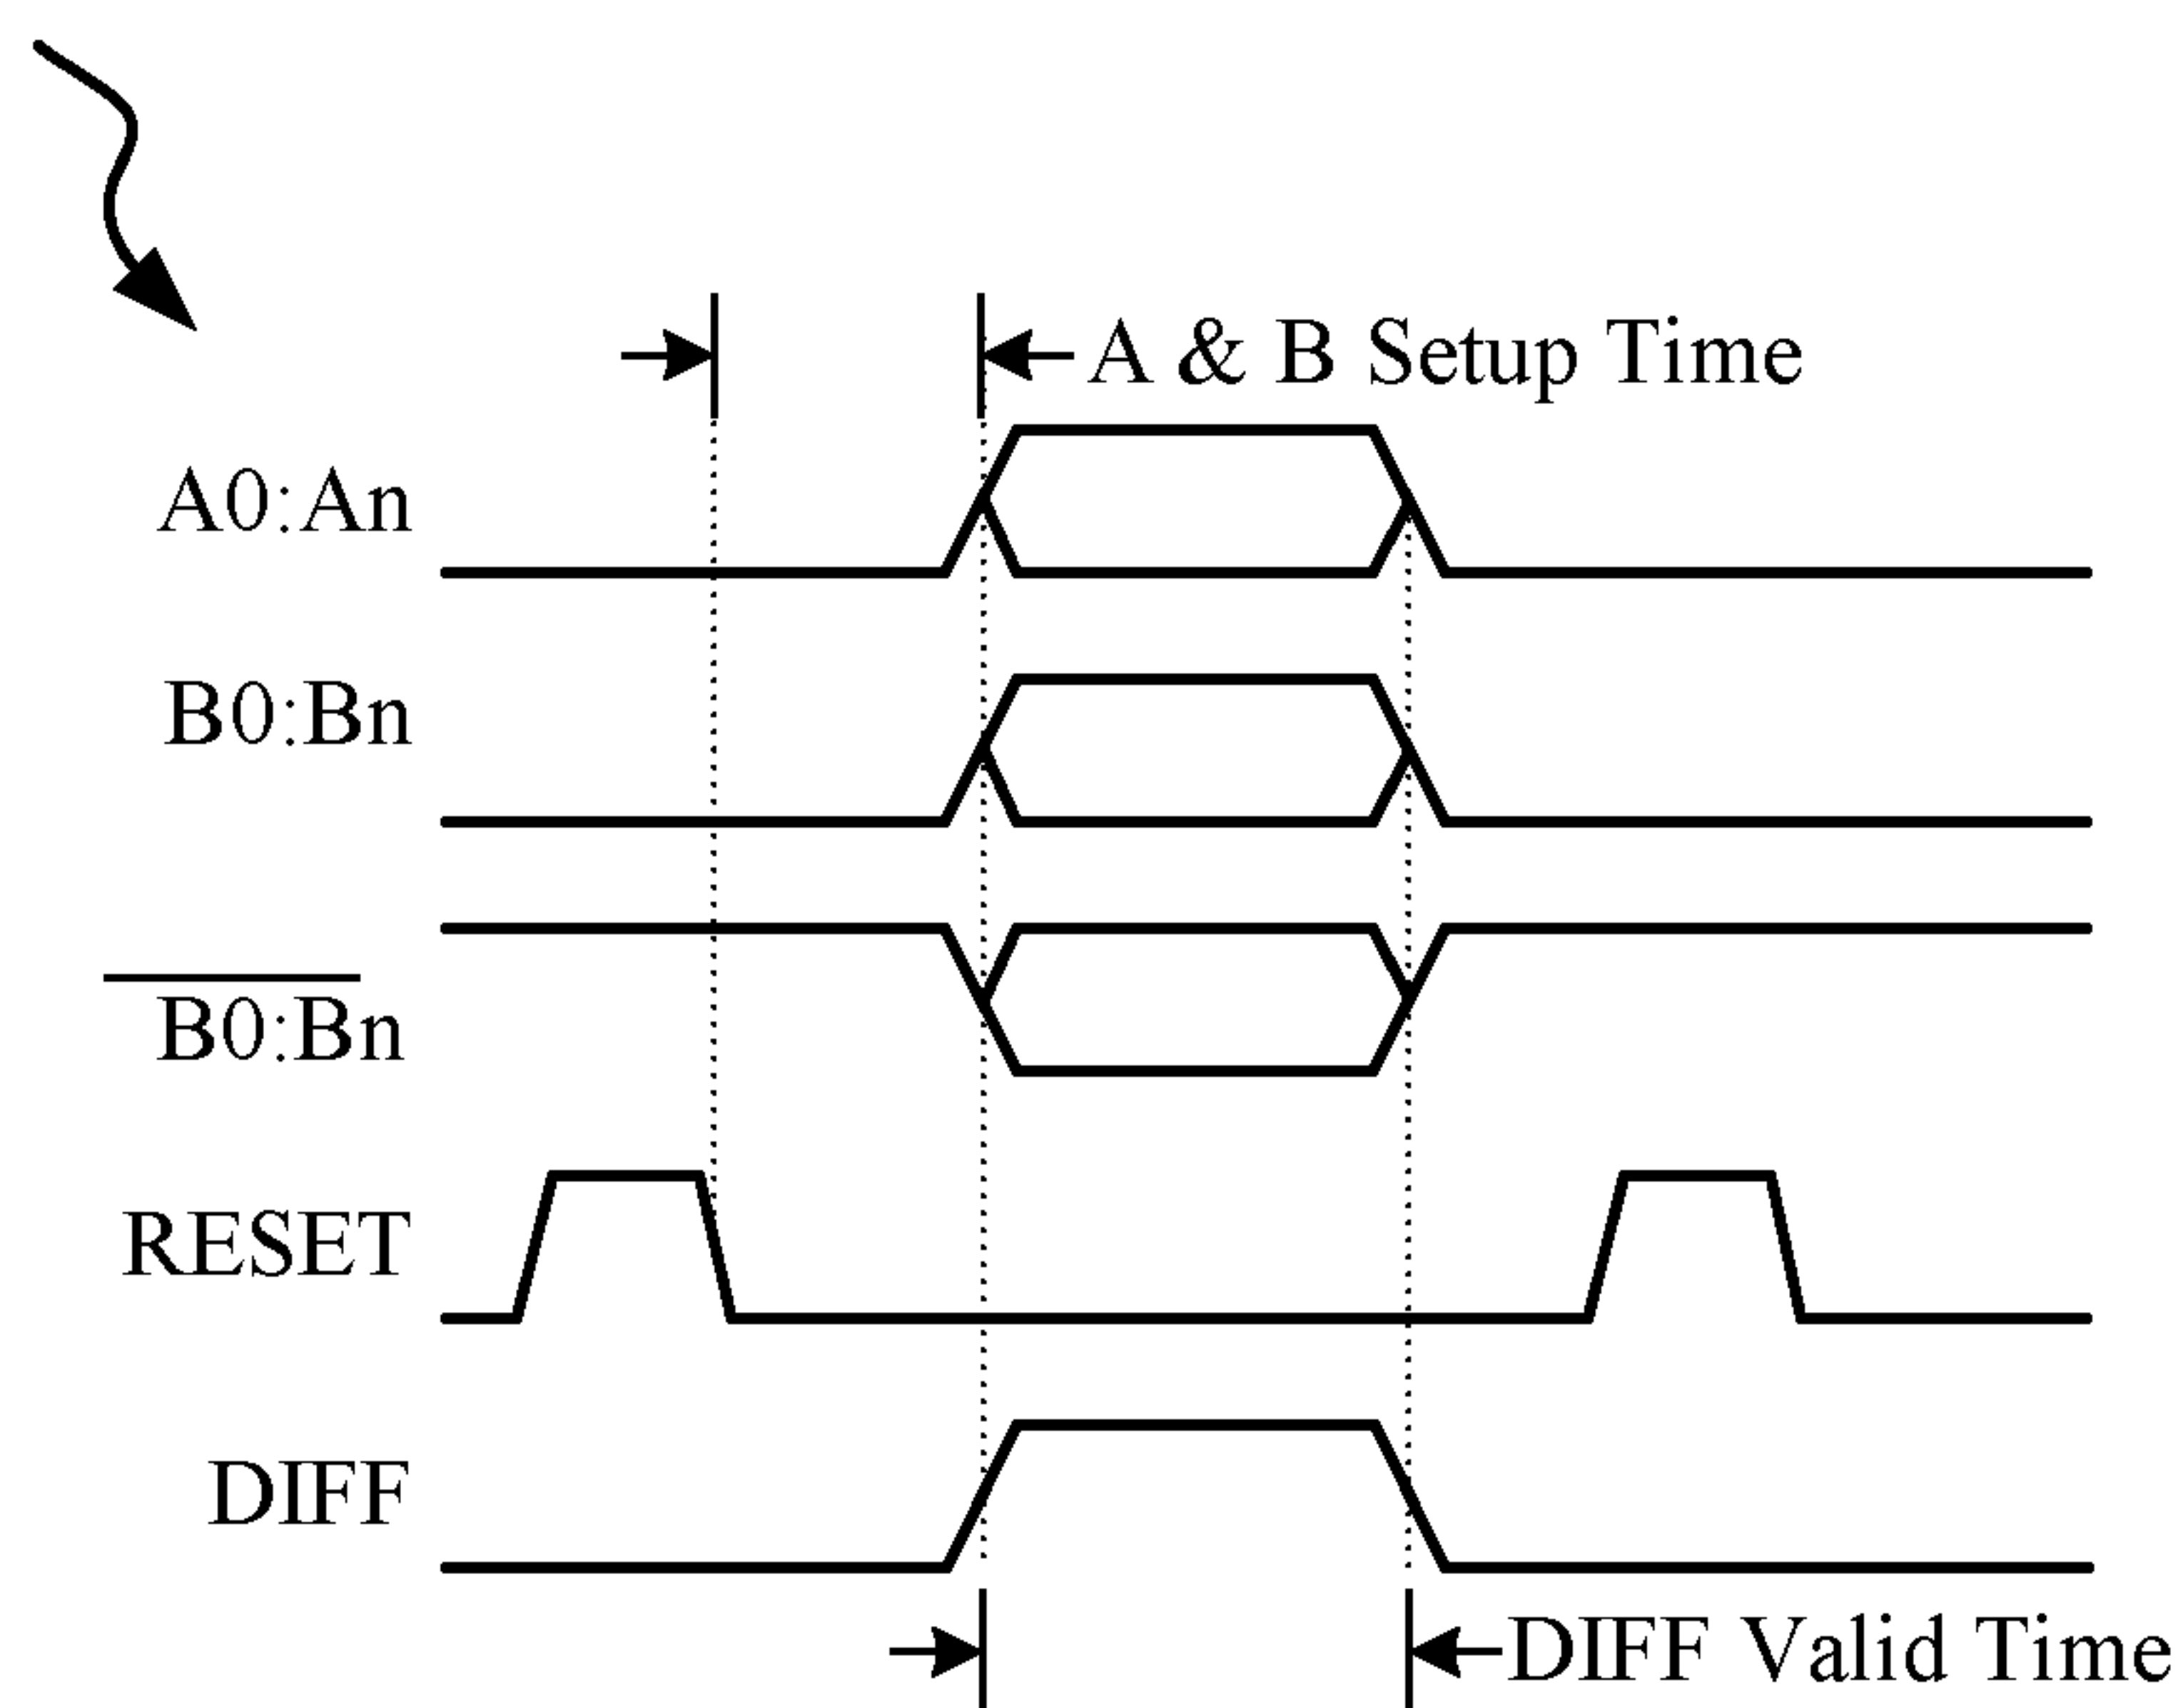 A & B Setup Time
A0:An
B0:Bn
B0:Bn
RESET
DIFF
DIFF Valid Time